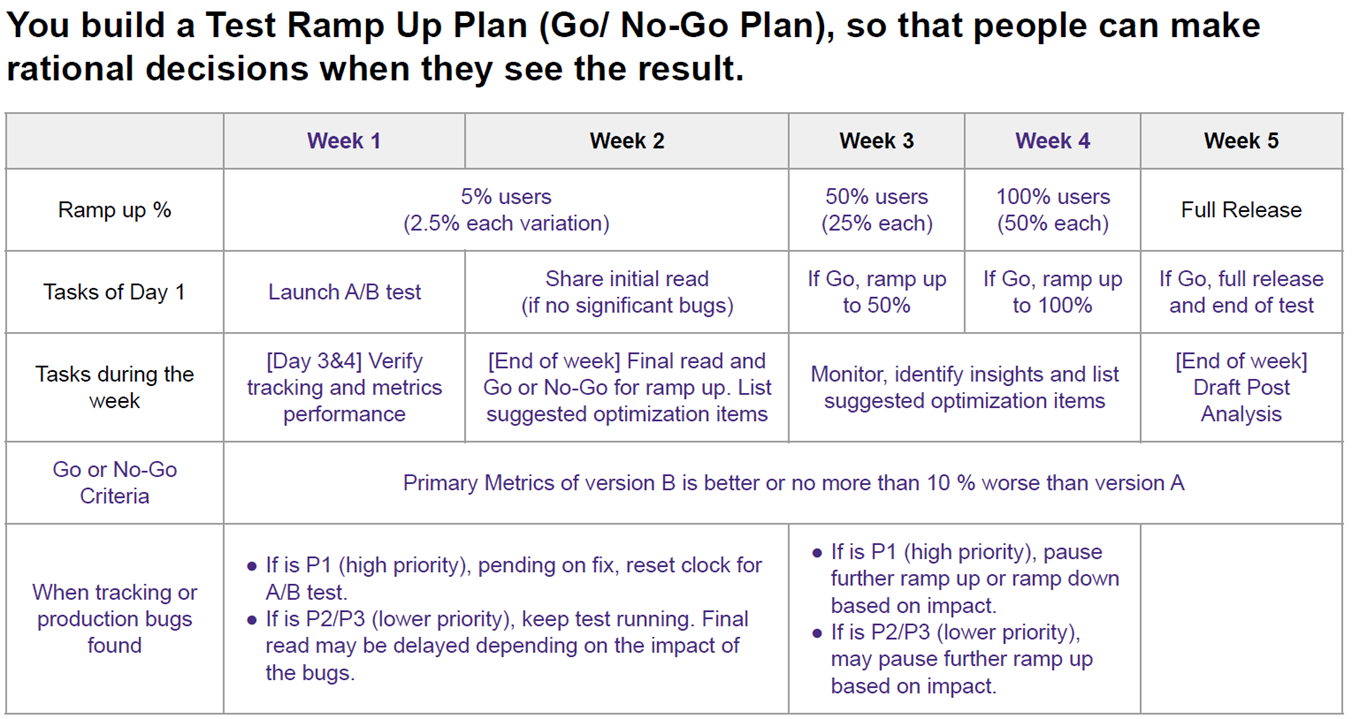 You build a Test Ramp Up Plan (Go/ No-Go Plan), so that people can make
rational decisions when they see the result.
Week 1
Week 2
Week 3
Week 4
Week 5
Ramp up %
5% users
(2.5% each variation)
50% users
(25% each)
100% users
(50% each)
Full Release
Tasks of Day 1
Launch A/B test
Share initial read
(if no significant bugs)
If Go, ramp up
to 50%
If Go, ramp up
to 100%
If Go, full release
and end of test
Tasks during the
week
[Day 3&4] Verify
tracking and metrics
performance
[End of week] Final read and
Go or No-Go for ramp up. List
suggested optimization items
Monitor, identify insights and list
suggested optimization items
[End of week]
Draft Post
Analysis
Go or No-Go
Criteria
Primary Metrics of version B is better or no more than 10 % worse than version A
When tracking or
production bugs
found
● If is P1 (high priority), pending on fix, reset clock for
A/B test.
● If is P2/P3 (lower priority), keep test running. Final
read may be delayed depending on the impact of
the bugs.
● If is P1 (high priority), pause
further ramp up or ramp down
based on impact.
● If is P2/P3 (lower priority),
may pause further ramp up
based on impact.